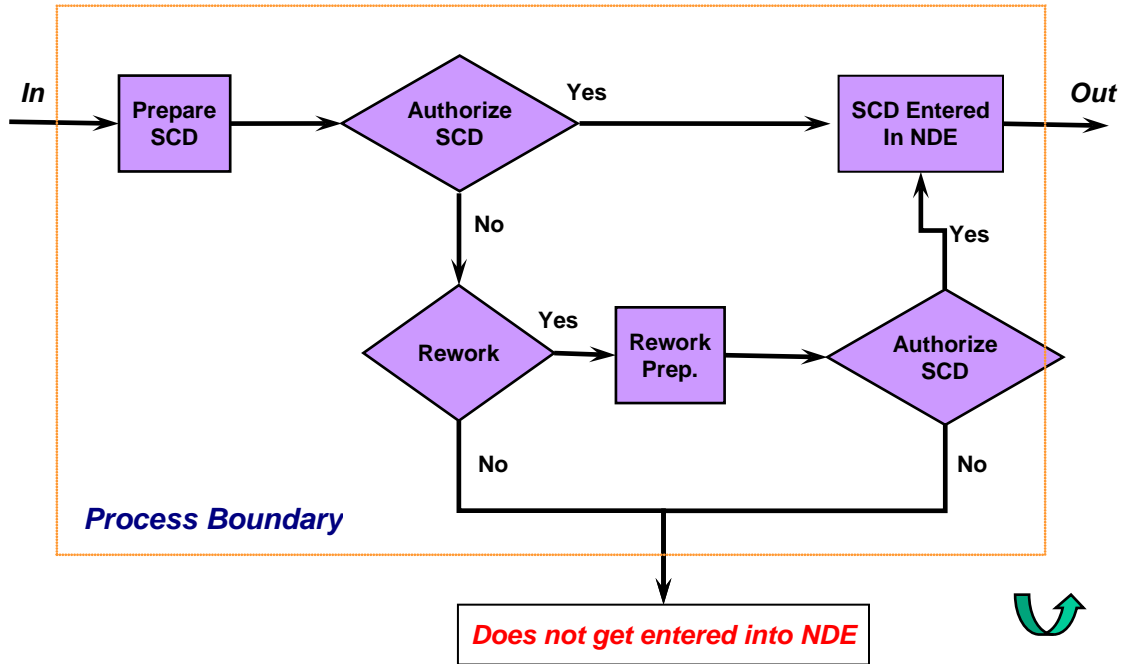 In
Prepare
SCD
Authorize
SCD
Yes
SCD Entered
In NDE
Out
No
Yes
Rework
Yes
Rework
Prep.
Authorize
SCD
No
No
Process Boundary
Does not get entered into NDE